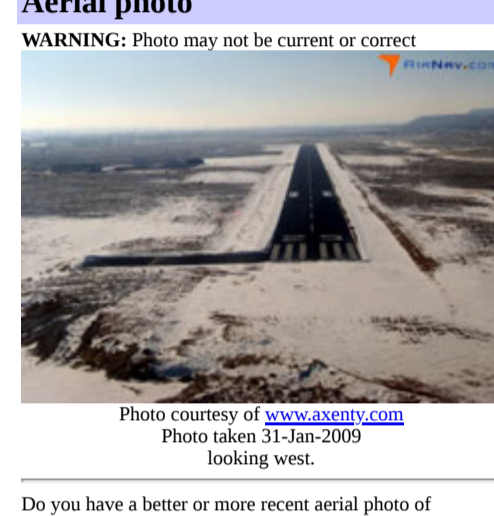 Aerial photo
WARNING: Photo may not be current or correct
AirNav.com
Photo courtesy of www.axenty.com
Photo taken 31-Jan-2009
looking west.
Do you have a better or more recent aerial photo of